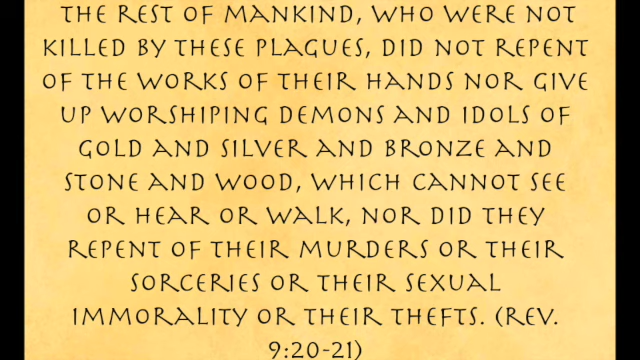 THE REST OF MANKIND, WHO WERE NOT
KILLED BY THESE PLAGUES, DID NOT REPENT
OF THE WORKS OF THEIR HANDS NOR GIVE
UP WORSHIPING DEMONS AND IDOLS OF
GOLD AND SILVER AND BRONZE AND
STONE AND WOOD, WHICH CANNOT SEE
OR HEAR OR WALK, NOR DID THEY
REPENT OF THEIR MURDERS OR THEIR
SORCERIES OR THEIR SEXUAL
IMMORALITY OR THEIR THEFTS. (REV.
9:20-21)